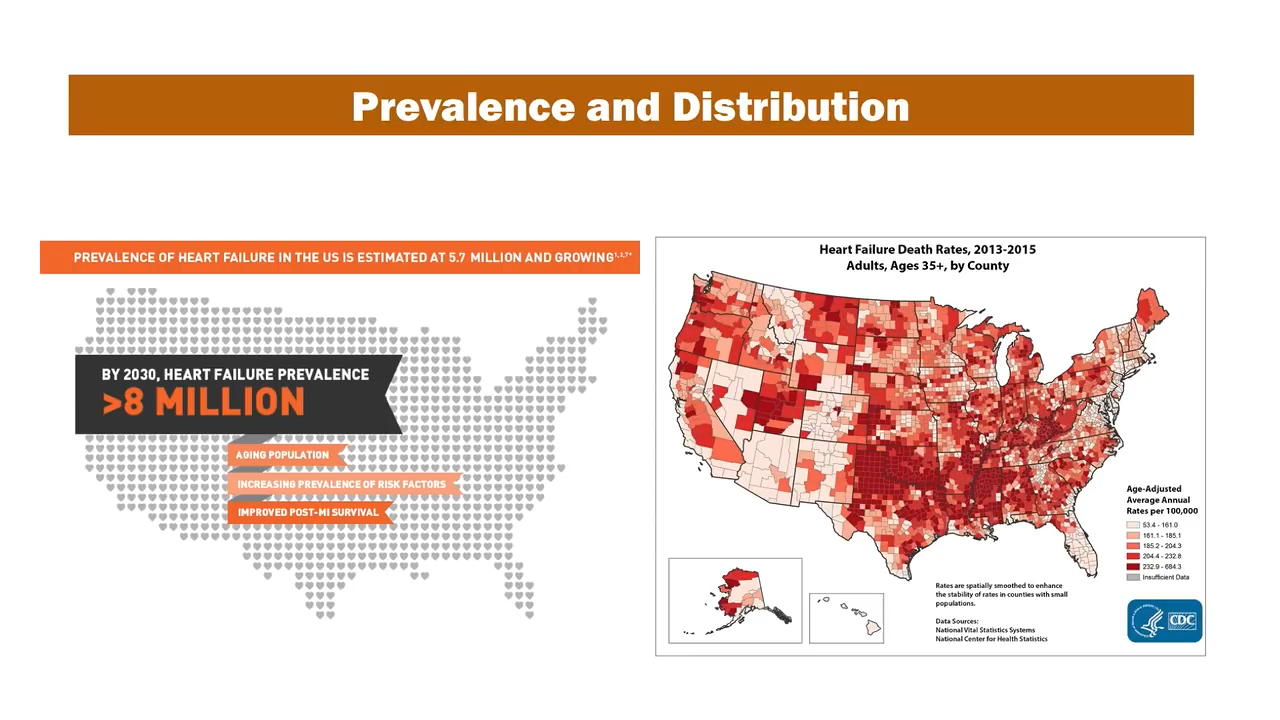 Prevalence and Distribution
PREVALENCE OF HEART FAILURE IN THE US IS ESTIMATED AT 5.7 MILLION AND GROWING¹,²,⁷*
BY 2030, HEART FAILURE PREVALENCE
>8 MILLION
AGING POPULATION
INCREASING PREVALENCE OF RISK FACTORS
IMPROVED POST-MI SURVIVAL
Heart Failure Death Rates, 2013-2015
Adults, Ages 35+, by County
Age-Adjusted
Average Annual
Rates per 100,000
53.4 - 161.0
161.1 - 185.1
185.2 - 204.3
204.4 - 232.8
232.9 - 684.3
Insufficient Data
Rates are spatially smoothed to enhance
the stability of rates in counties with small
populations.
Data Sources:
National Vital Statistics Systems
National Center for Health Statistics
CDC